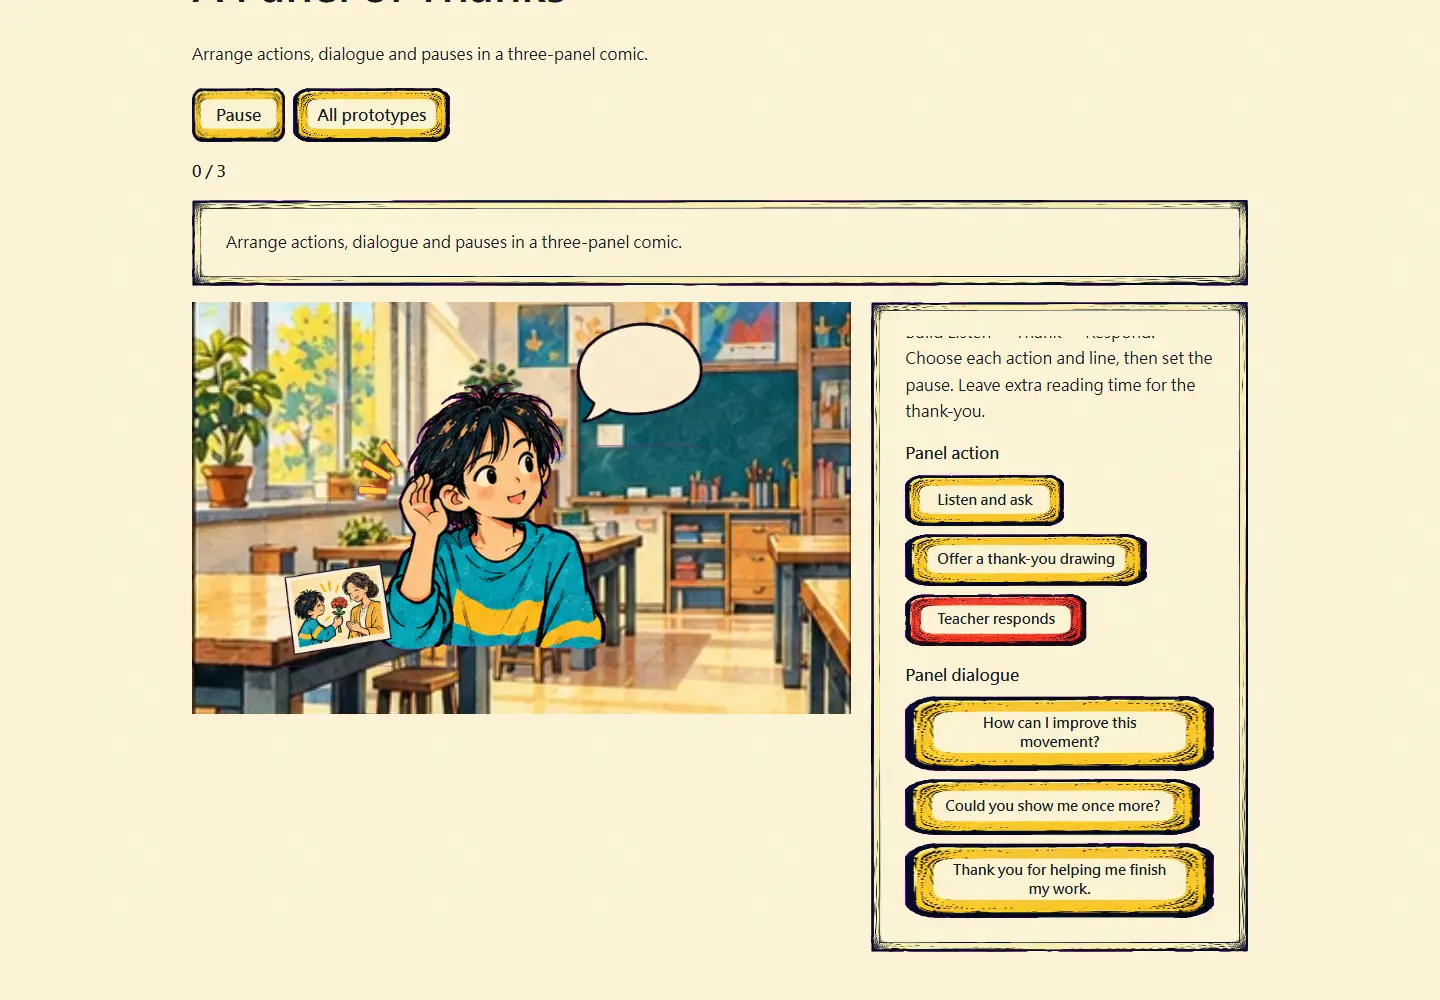 A Panel of Thanks
Arrange actions, dialogue and pauses in a three-panel comic.
Pause
All prototypes
0 / 3
Arrange actions, dialogue and pauses in a three-panel comic.
Choose each action and line, then set the
pause. Leave extra reading time for the
thank-you.
Panel action
Listen and ask
Offer a thank-you drawing
Teacher responds
Panel dialogue
How can I improve this
movement?
Could you show me once more?
Thank you for helping me finish
my work.